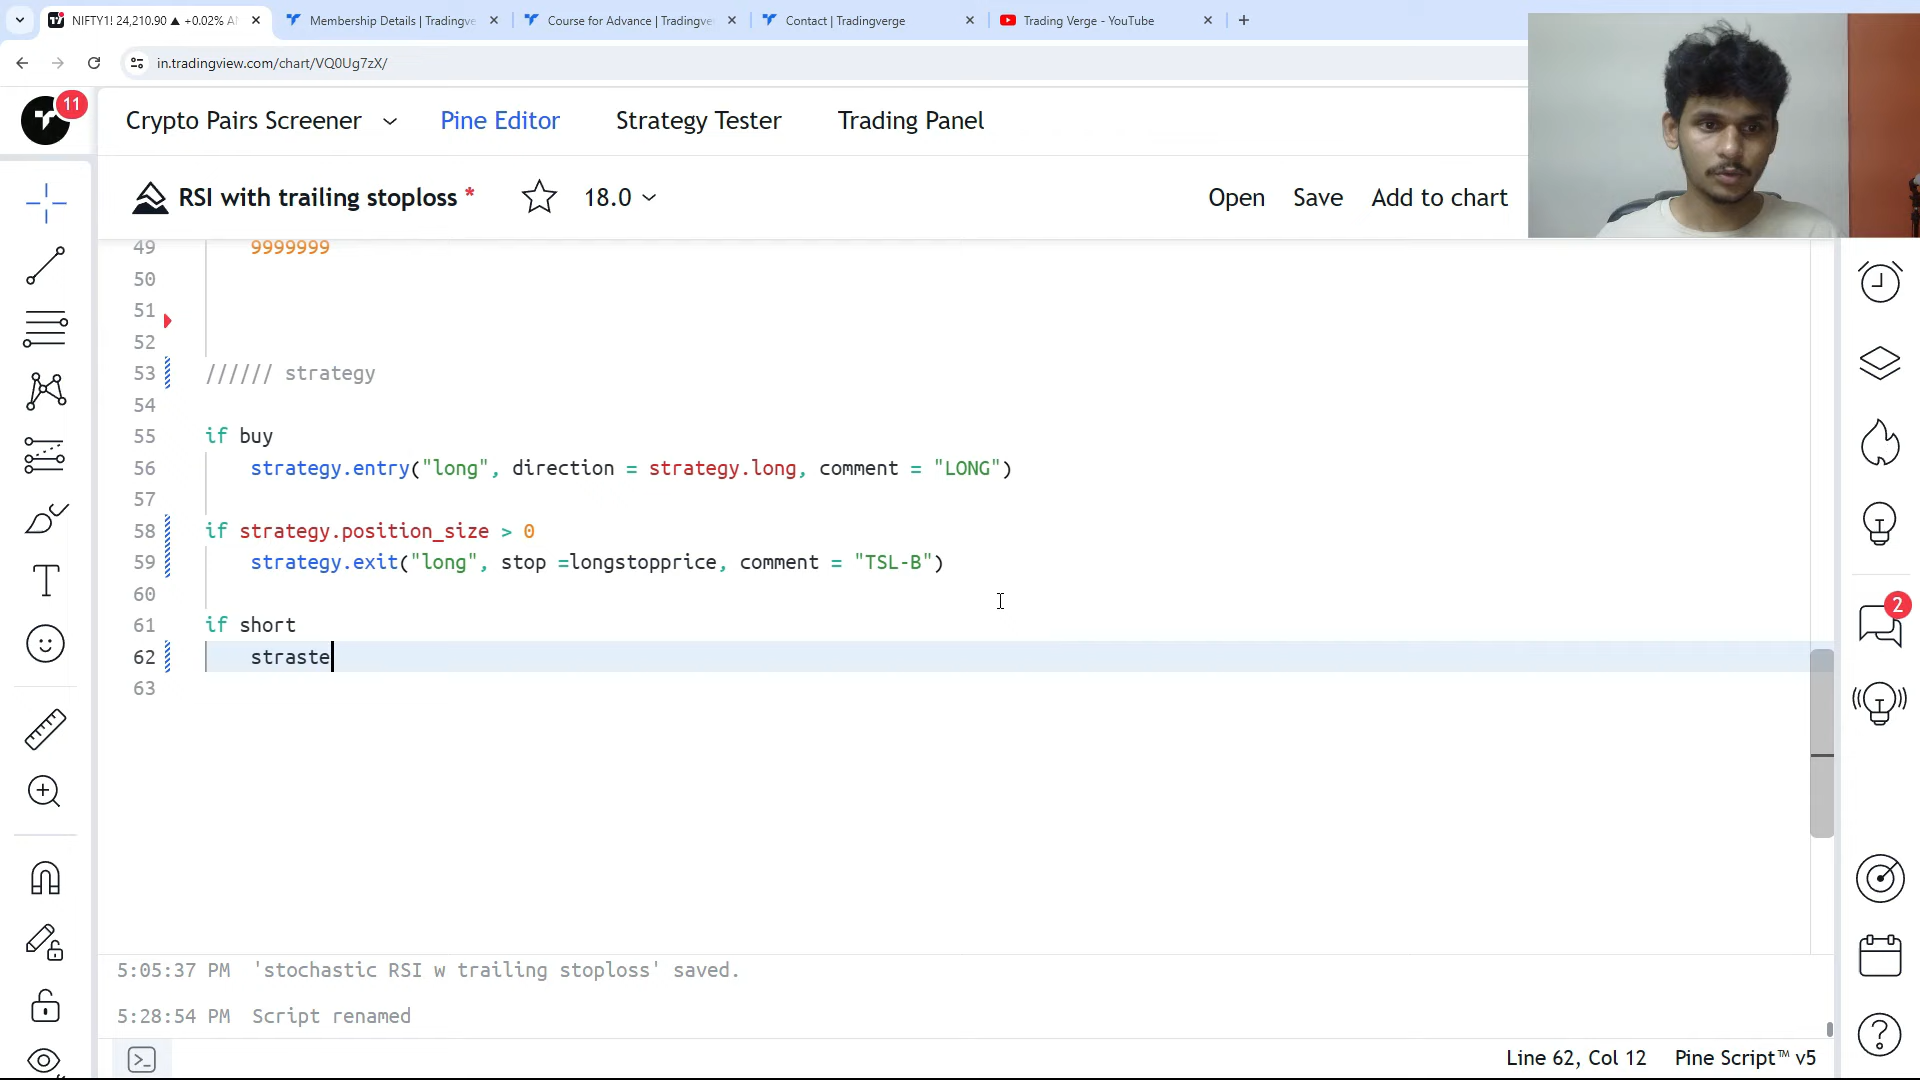 NIFTY1! 24,210.90 ▲ +0.02%
Membership Details | Tradingve
Course for Advance | Tradingve
Contact | Tradingverge
Trading Verge - YouTube
in.tradingview.com/chart/VQ0Ug7zX/
11
Crypto Pairs Screener
Pine Editor
Strategy Tester
Trading Panel
RSI with trailing stoploss *
18.0
Open
Save
Add to chart
49 9999999
50
51
52
53 ////// strategy
54
55 if buy
56 strategy.entry("long", direction = strategy.long, comment = "LONG")
57
58 if strategy.position_size > 0
59 strategy.exit("long", stop =longstopprice, comment = "TSL-B")
60
61 if short
62 straste
63
2
5:05:37 PM 'stochastic RSI w trailing stoploss' saved.
5:28:54 PM Script renamed
Line 62, Col 12
Pine Script™ v5